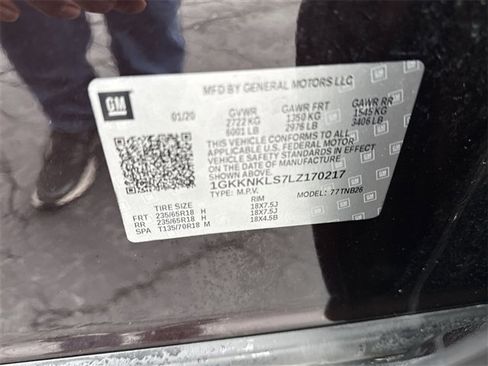 MFD BY GENERAL MOTORS LLC
GM
01/20 GVWR GAWR FRT GAWR RR
2722 KG 1350 KG 1545 KG
6001 LB 2976 LB 3406 LB
THIS VEHICLE CONFORMS TO ALL
APPLICABLE U.S. FEDERAL MOTOR
VEHICLE SAFETY STANDARDS IN EFFECT
ON THE DATE OF MANUFACTURE
SHOWN ABOVE.
1GKKNKLS7LZ170217
TYPE: M.P.V. MODEL: 77TNB26
TIRE SIZE RIM
FRT 235/65R18 H 18X7.5J
RR 235/65R18 H 18X7.5J
SPA T135/70R18 M 18X4.5B